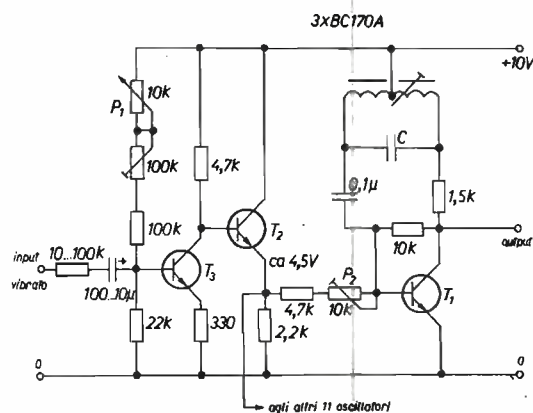 3xBC170A
+10V
10k
P1
100k
4,7k
C
0,1µ
1,5k
100k
T2
10k
output
input
10...100k
vibrato
100...10µ
T3
ca 4,5V
P2
4,7k
10k
T1
22k
330
2,2k
0
0
agli altri 11 oscillatori